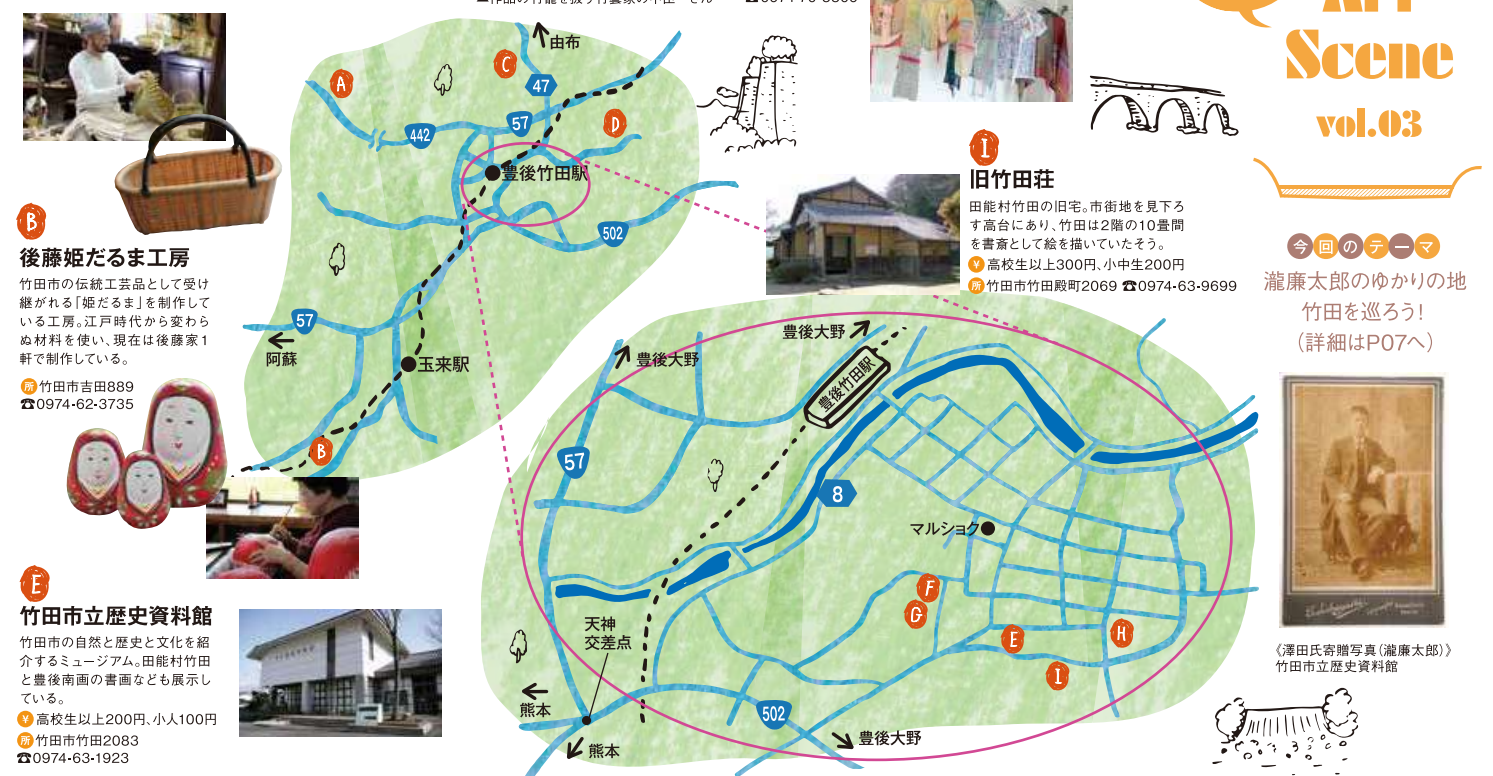 ☎0974-76-3800
Art
Scene
vol.03
今回のテーマ
瀧廉太郎のゆかりの地
竹田を巡ろう!
(詳細はP07へ)
《澤田氏寄贈写真(瀧廉太郎)》
竹田市立歴史資料館
B
後藤姫だるま工房
竹田市の伝統工芸品として受け
継がれる「姫だるま」を制作して
いる工房。江戸時代から変わら
ぬ材料を使い、現在は後藤家1
軒で制作している。
所 竹田市吉田889
☎0974-62-3735
E
竹田市立歴史資料館
竹田市の自然と歴史と文化を紹
介するミュージアム。田能村竹田
と豊後南画の書画なども展示し
ている。
¥ 高校生以上200円、小人100円
所 竹田市竹田2083
☎0974-63-1923
I
旧竹田荘
田能村竹田の旧宅。市街地を見下ろ
す高台にあり、竹田は2階の10畳間
を書斎として絵を描いていたそう。
¥ 高校生以上300円、小中生200円
所 竹田市竹田殿町2069 ☎0974-63-9699
由布
A
C
47
442
57
D
豊後竹田駅
502
57
阿蘇
玉来駅
B
豊後大野
豊後大野
豊後竹田駅
57
8
マルショク
F
G
E
H
I
天神
交差点
熊本
熊本
502
豊後大野